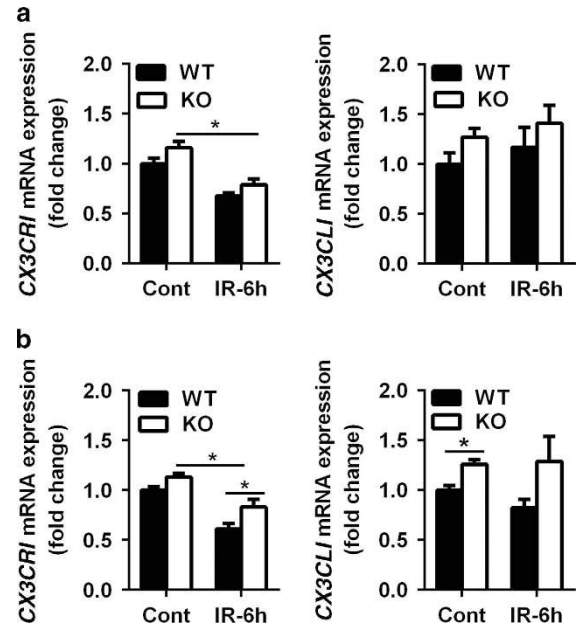 a
CX3CRI mRNA expression
(fold change)
2.0
1.5
1.0
0.5
0.0
WT
KO
*
Cont IR-6h
CX3CLI mRNA expression
(fold change)
2.0
1.5
1.0
0.5
0.0
WT
KO
Cont IR-6h
b
CX3CRI mRNA expression
(fold change)
2.0
1.5
1.0
0.5
0.0
WT
KO
*
*
Cont IR-6h
CX3CLI mRNA expression
(fold change)
2.0
1.5
1.0
0.5
0.0
WT
KO
*
Cont IR-6h